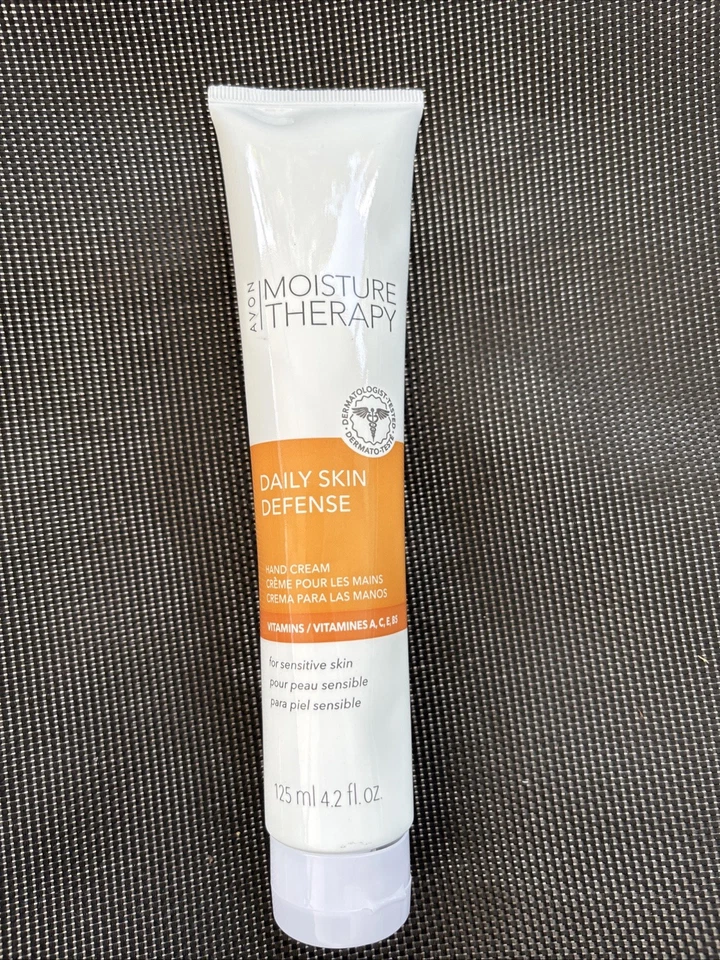 AVON
MOISTURE
THERAPY
DERMATOLOGIST-TESTED
DERMATO-TESTÉ
DAILY SKIN
DEFENSE
HAND CREAM
CRÈME POUR LES MAINS
CREMA PARA LAS MANOS
VITAMINS / VITAMINES A, C, E, B5
for sensitive skin
pour peau sensible
para piel sensible
125 ml 4.2 fl. oz.